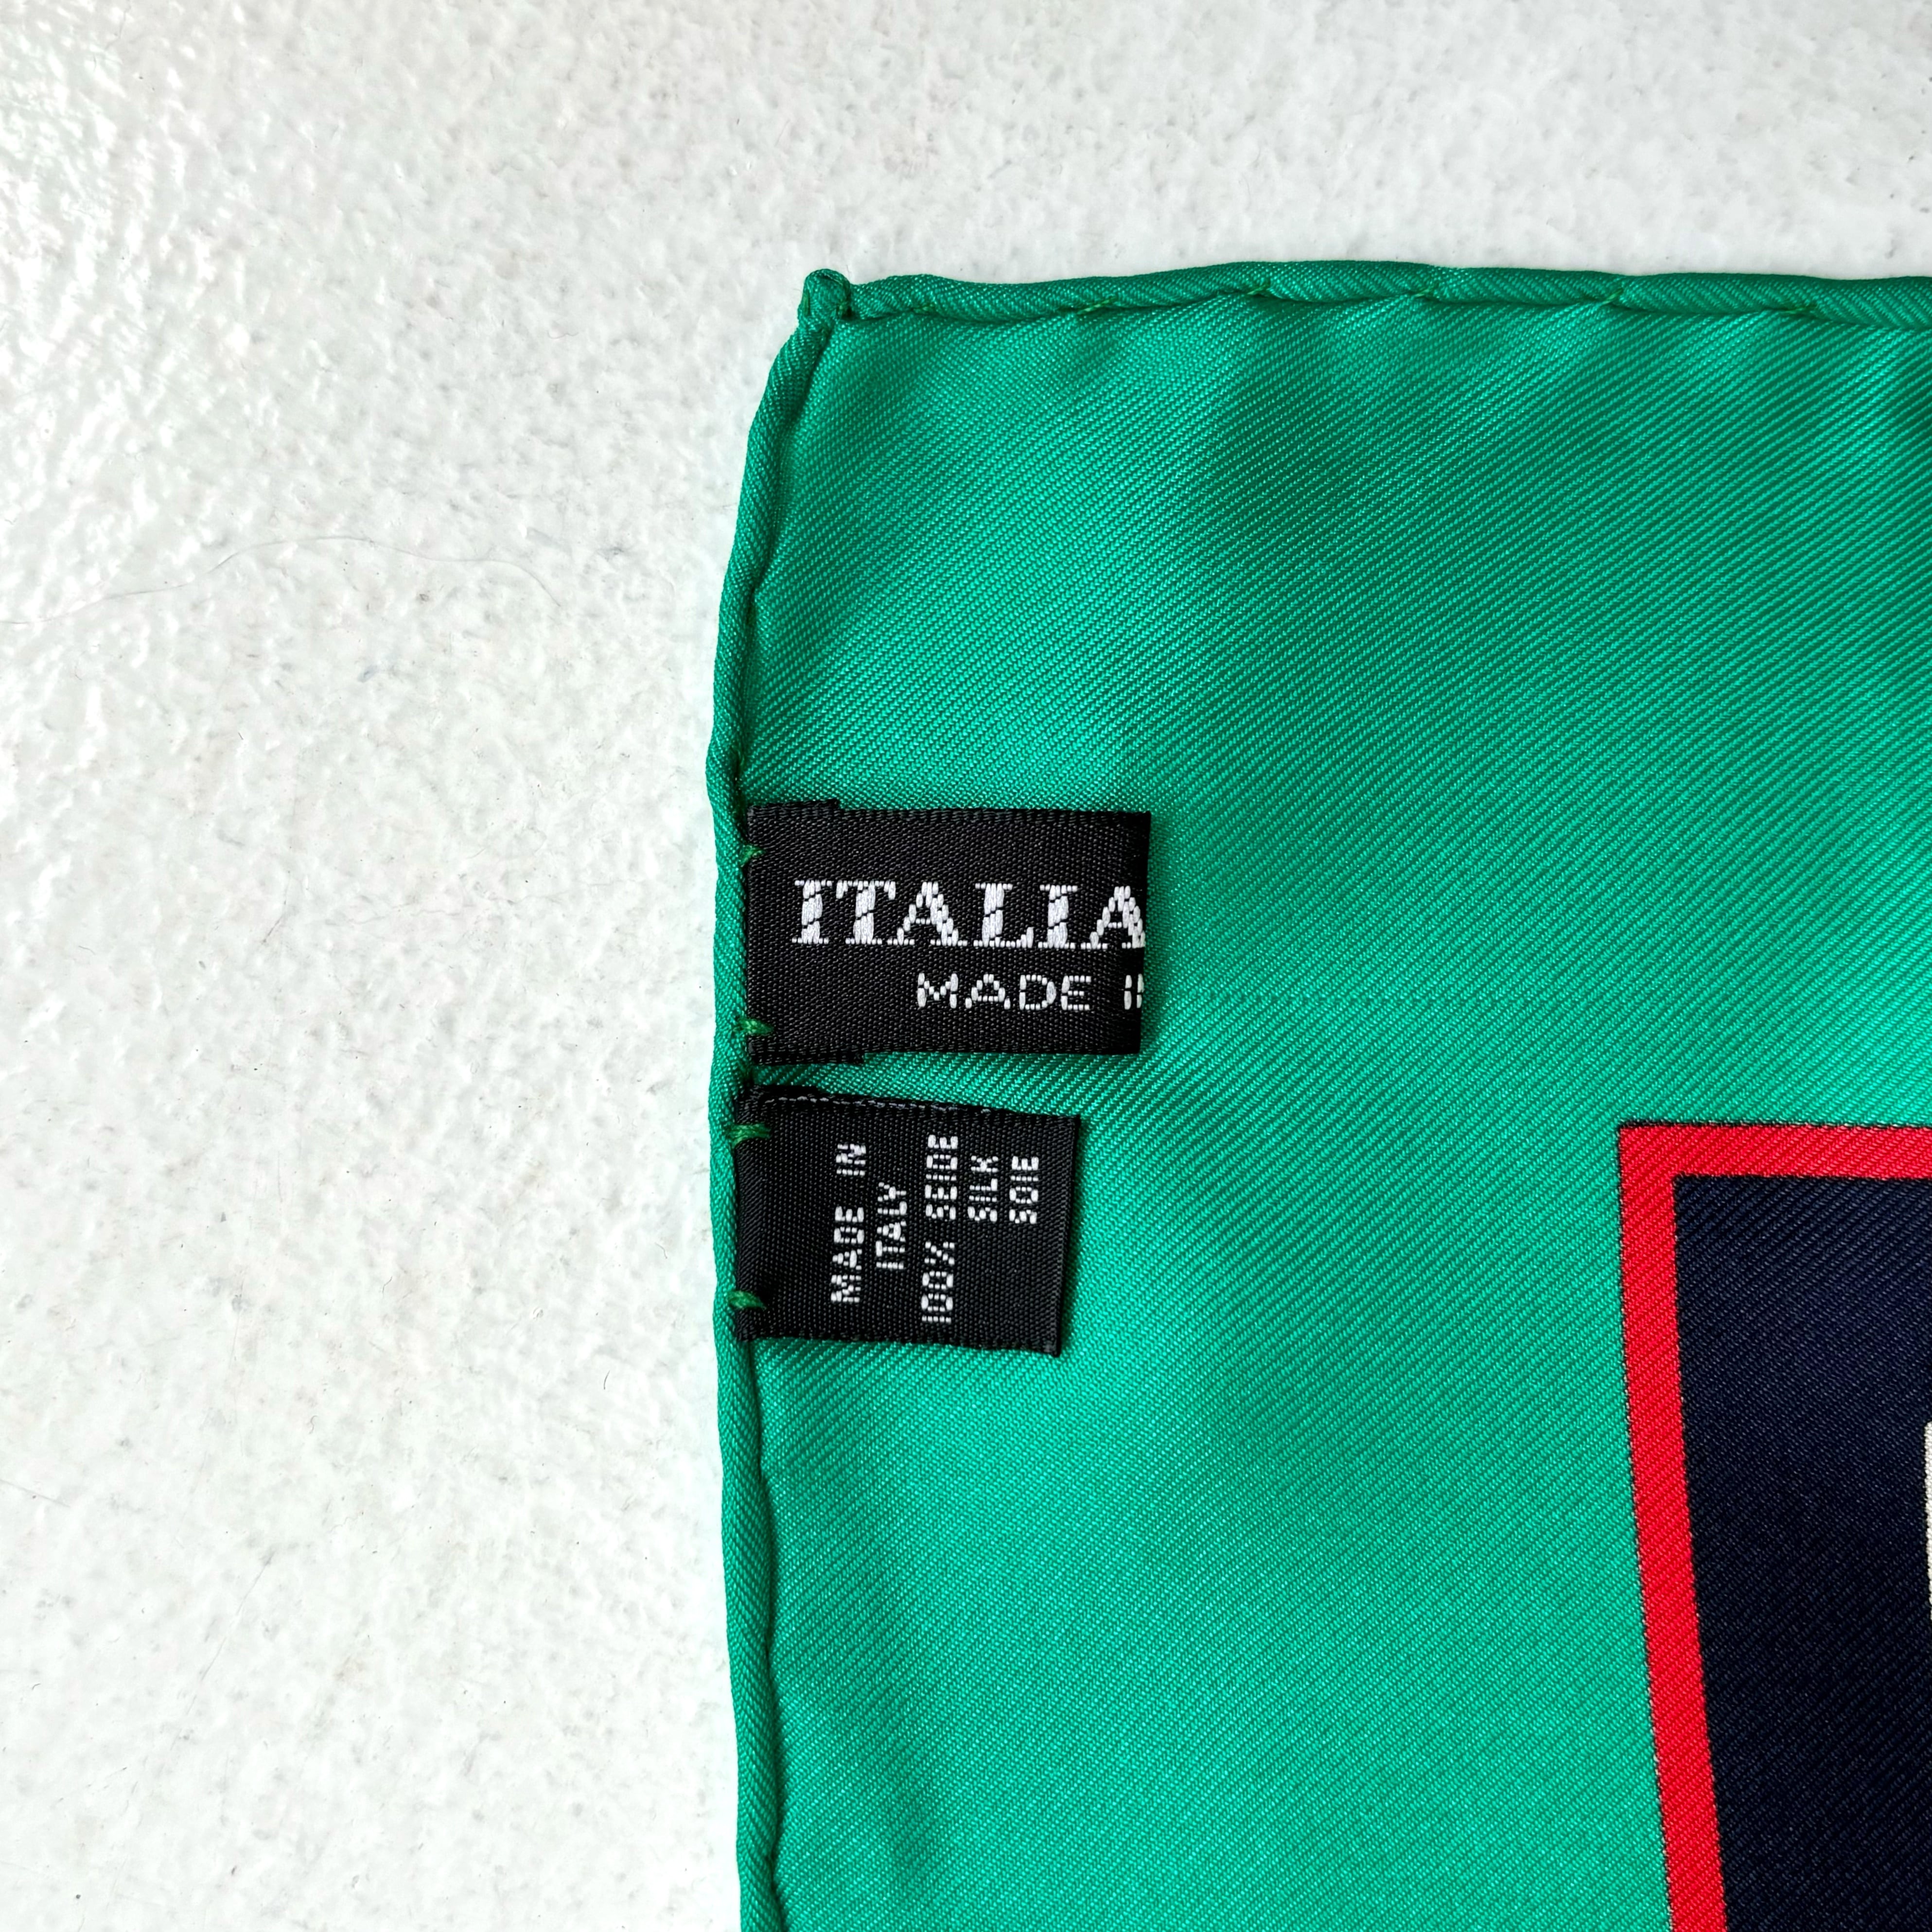 ITALIA
MADE I
MADE IN
ITALY
100% SEIDE
SILK
SOIE